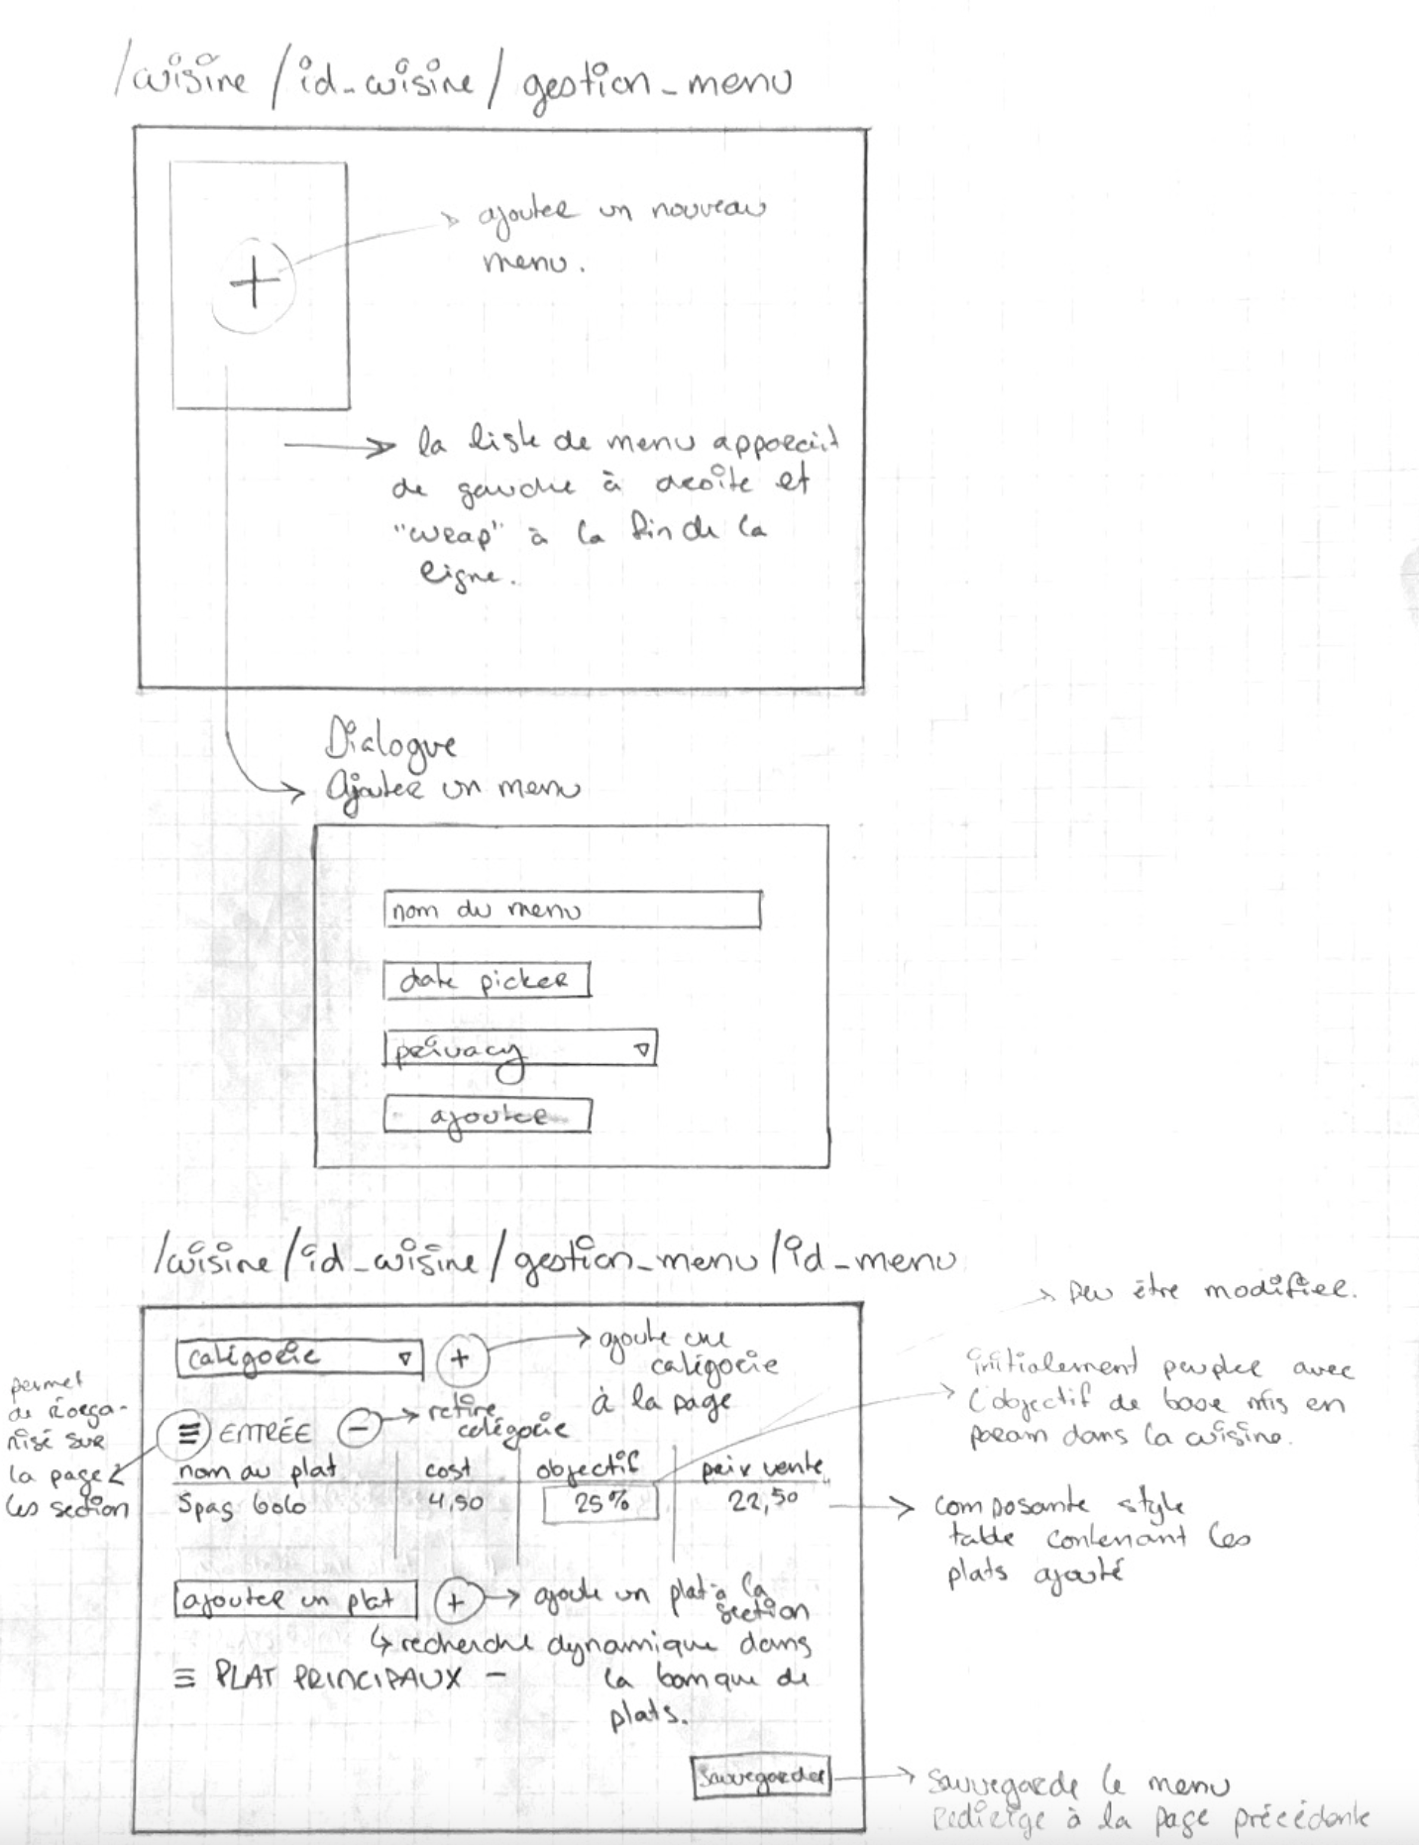 /cuisine/id_cuisine/gestion_menu
+
ajouter un nouveau
menu.
la liste de menu apparait
de gauche à droite et
"wrap" à la fin de la
ligne.
Dialogue
Ajouter un menu
nom du menu
date picker
privacy
ajouter
/cuisine/id_cuisine/gestion_menu/id_menu
peu être modifier.
catégorie
+
ajoute une
catégorie
à la page
initialement peupler avec
l'objectif de base mis en
param dans la cuisine.
permet
de réorga-
nisé sur
la page
les section
ENTRÉE
-
retire
catégorie
nom du plat cost objectif prix vente
Spag bolo 4,50 25% 22,50
composante style
table contenant les
plats ajouté
ajouter un plat
+
ajoute un plat à la
section
recherche dynamique dans
la banque de
plats.
PLAT PRINCIPAUX -
Sauvegarder
Sauvegarde le menu
redirige à la page précédante